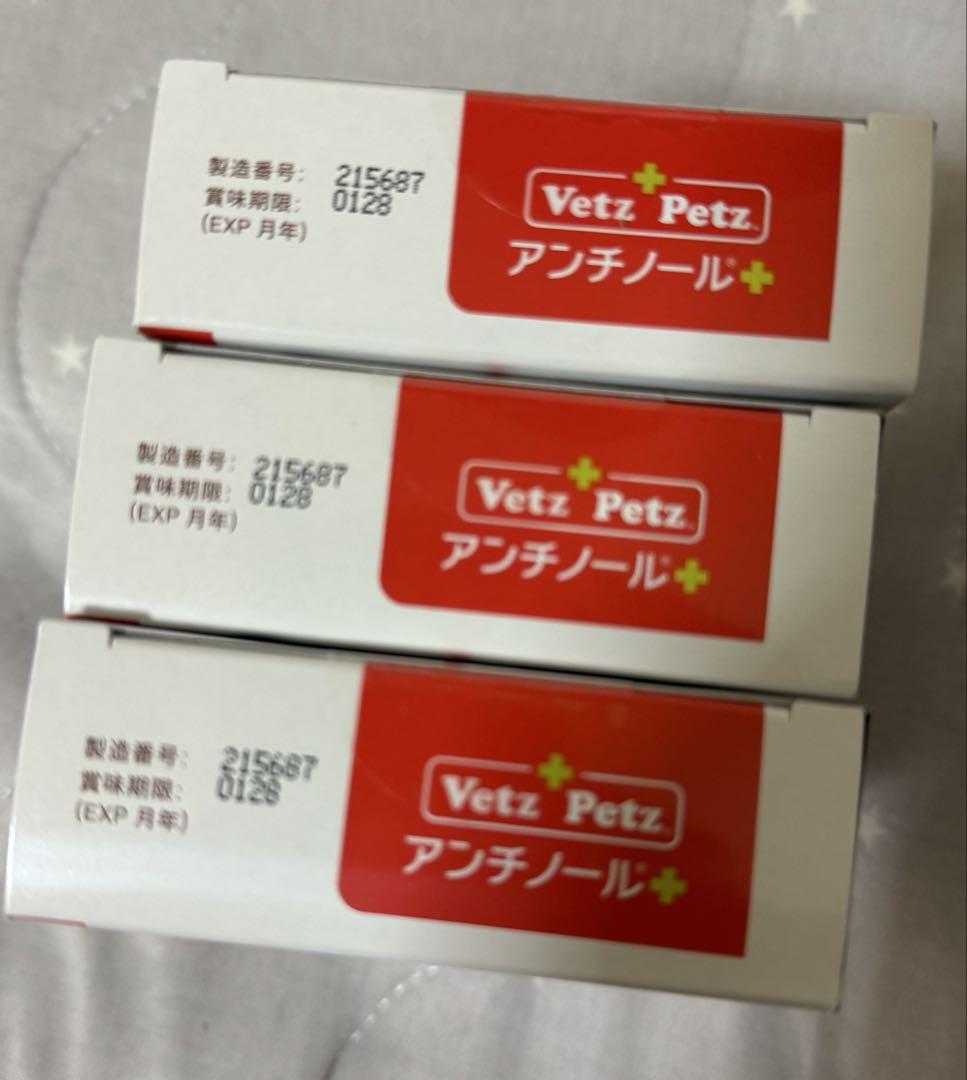 製造番号: 215687
賞味期限: 0128
(EXP 月年)
Vetz Petz
アンチノール®
製造番号: 215687
賞味期限: 0128
(EXP 月年)
Vetz Petz
アンチノール®
製造番号: 215687
賞味期限: 0128
(EXP 月年)
Vetz Petz
アンチノール®